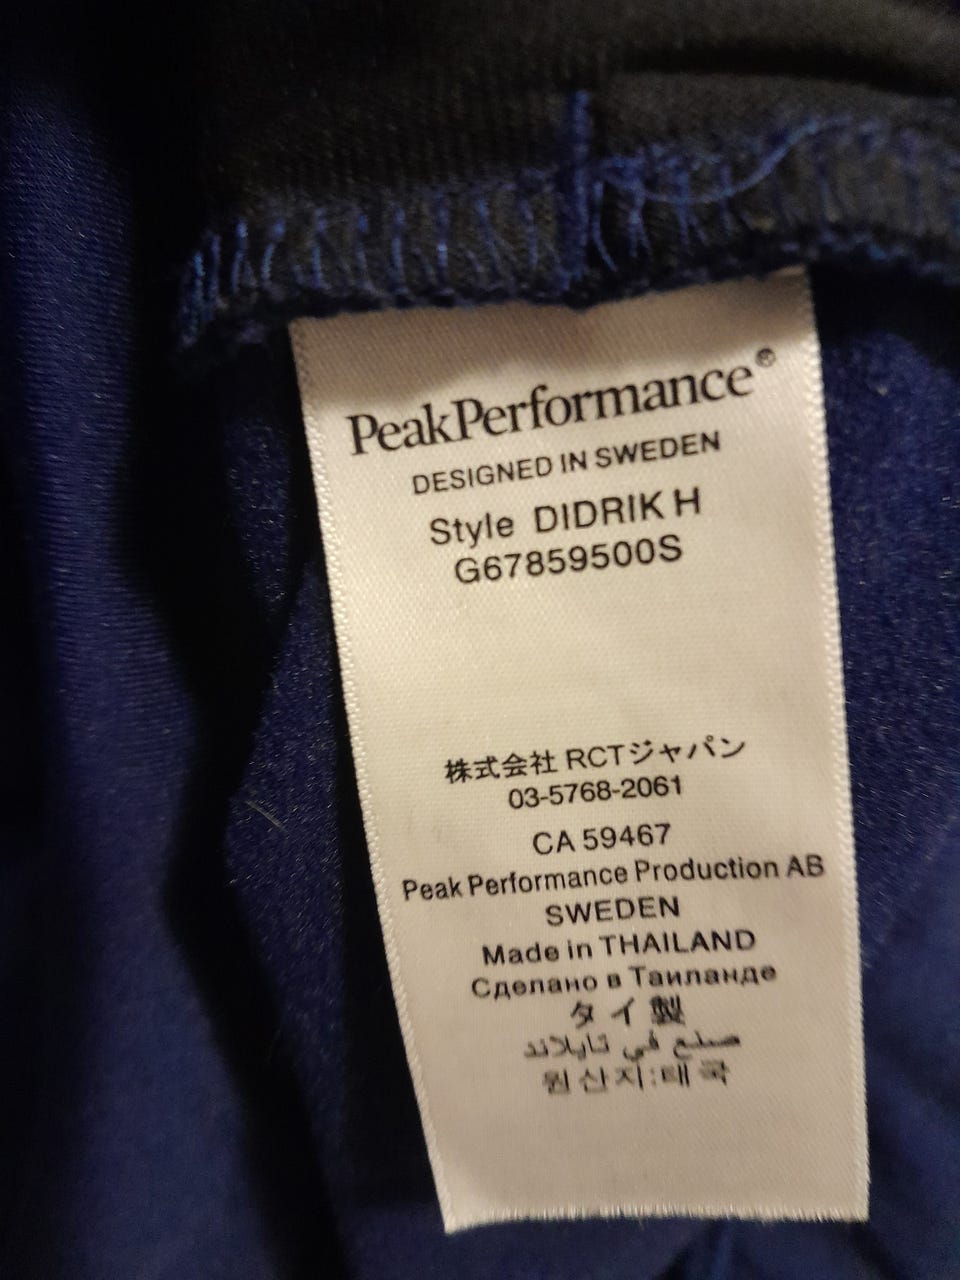 PeakPerformance®
DESIGNED IN SWEDEN
Style DIDRIK H
G67859500S
株式会社 RCTジャパン
03-5768-2061
CA 59467
Peak Performance Production AB
SWEDEN
Made in THAILAND
Сделано в Таиланде
タイ製
صنع في تايلاند
원산지:태국